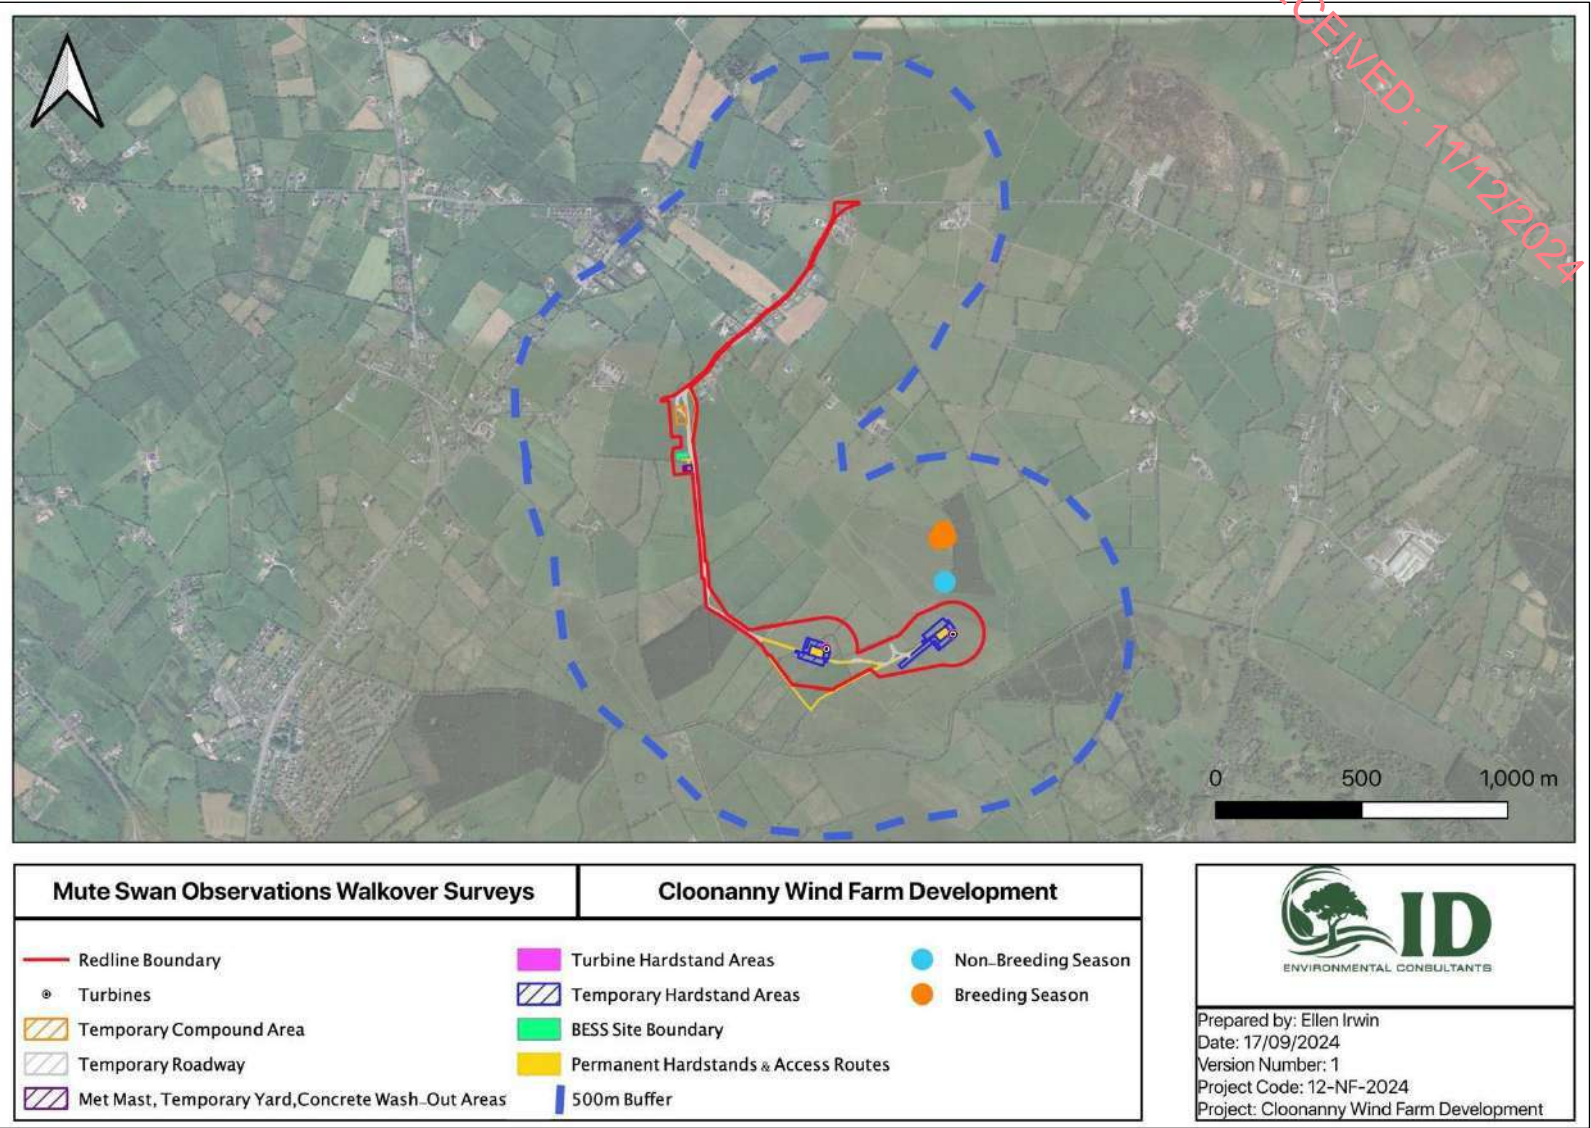 CEIVED: 11/12/2024
0 500 1,000 m
Mute Swan Observations Walkover Surveys
Cloonanny Wind Farm Development
Redline Boundary
Turbines
Temporary Compound Area
Temporary Roadway
Met Mast, Temporary Yard,Concrete Wash-Out Areas
Turbine Hardstand Areas
Temporary Hardstand Areas
BESS Site Boundary
Permanent Hardstands & Access Routes
500m Buffer
Non-Breeding Season
Breeding Season
ID
ENVIRONMENTAL CONSULTANTS
Prepared by: Ellen Irwin
Date: 17/09/2024
Version Number: 1
Project Code: 12-NF-2024
Project: Cloonanny Wind Farm Development